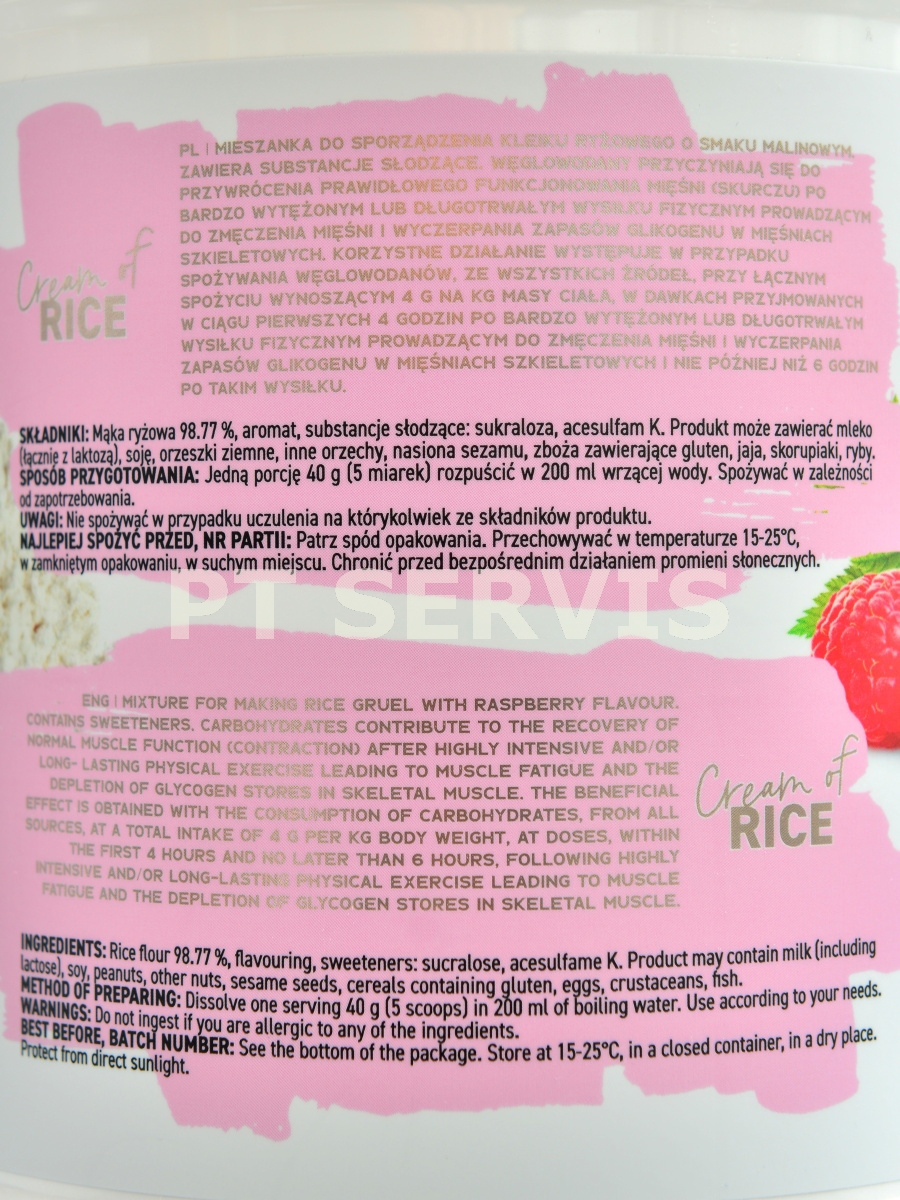 PL | MIESZANKA DO SPORZĄDZENIA KLEIKU RYŻOWEGO O SMAKU MALINOWYM.
ZAWIERA SUBSTANCJE SŁODZĄCE. WĘGLOWODANY PRZYCZYNIAJĄ SIĘ DO
PRZYWRÓCENIA PRAWIDŁOWEGO FUNKCJONOWANIA MIĘŚNI (SKURCZU) PO
BARDZO WYTĘŻONYM LUB DŁUGOTRWAŁYM WYSIŁKU FIZYCZNYM PROWADZĄCYM
DO ZMĘCZENIA MIĘŚNI I WYCZERPANIA ZAPASÓW GLIKOGENU W MIĘŚNIACH
SZKIELETOWYCH. KORZYSTNE DZIAŁANIE WYSTĘPUJE W PRZYPADKU
SPOŻYWANIA WĘGLOWODANÓW, ZE WSZYSTKICH ŹRÓDEŁ, PRZY ŁĄCZNYM
SPOŻYCIU WYNOSZĄCYM 4 G NA KG MASY CIAŁA, W DAWKACH PRZYJMOWANYCH
W CIĄGU PIERWSZYCH 4 GODZIN PO BARDZO WYTĘŻONYM LUB DŁUGOTRWAŁYM
WYSIŁKU FIZYCZNYM PROWADZĄCYM DO ZMĘCZENIA MIĘŚNI I WYCZERPANIA
ZAPASÓW GLIKOGENU W MIĘŚNIACH SZKIELETOWYCH I NIE PÓŹNIEJ NIŻ 6 GODZIN
PO TAKIM WYSIŁKU.
Cream of
RICE
SKŁADNIKI: Mąka ryżowa 98.77 %, aromat, substancje słodzące: sukraloza, acesulfam K. Produkt może zawierać mleko
(łącznie z laktozą), soję, orzeszki ziemne, inne orzechy, nasiona sezamu, zboża zawierające gluten, jaja, skorupiaki, ryby.
SPOSÓB PRZYGOTOWANIA: Jedną porcję 40 g (5 miarek) rozpuścić w 200 ml wrzącej wody. Spożywać w zależności
od zapotrzebowania.
UWAGI: Nie spożywać w przypadku uczulenia na którykolwiek ze składników produktu.
NAJLEPIEJ SPOŻYĆ PRZED, NR PARTII: Patrz spód opakowania. Przechowywać w temperaturze 15-25°C,
w zamkniętym opakowaniu, w suchym miejscu. Chronić przed bezpośrednim działaniem promieni słonecznych.
PT SERVIS
ENG | MIXTURE FOR MAKING RICE GRUEL WITH RASPBERRY FLAVOUR.
CONTAINS SWEETENERS. CARBOHYDRATES CONTRIBUTE TO THE RECOVERY OF
NORMAL MUSCLE FUNCTION (CONTRACTION) AFTER HIGHLY INTENSIVE AND/OR
LONG- LASTING PHYSICAL EXERCISE LEADING TO MUSCLE FATIGUE AND THE
DEPLETION OF GLYCOGEN STORES IN SKELETAL MUSCLE. THE BENEFICIAL
EFFECT IS OBTAINED WITH THE CONSUMPTION OF CARBOHYDRATES, FROM ALL
SOURCES, AT A TOTAL INTAKE OF 4 G PER KG BODY WEIGHT, AT DOSES, WITHIN
THE FIRST 4 HOURS AND NO LATER THAN 6 HOURS, FOLLOWING HIGHLY
INTENSIVE AND/OR LONG-LASTING PHYSICAL EXERCISE LEADING TO MUSCLE
FATIGUE AND THE DEPLETION OF GLYCOGEN STORES IN SKELETAL MUSCLE.
Cream of
RICE
INGREDIENTS: Rice flour 98.77 %, flavouring, sweeteners: sucralose, acesulfame K. Product may contain milk (including
lactose), soy, peanuts, other nuts, sesame seeds, cereals containing gluten, eggs, crustaceans, fish.
METHOD OF PREPARING: Dissolve one serving 40 g (5 scoops) in 200 ml of boiling water. Use according to your needs.
WARNINGS: Do not ingest if you are allergic to any of the ingredients.
BEST BEFORE, BATCH NUMBER: See the bottom of the package. Store at 15-25°C, in a closed container, in a dry place.
Protect from direct sunlight.